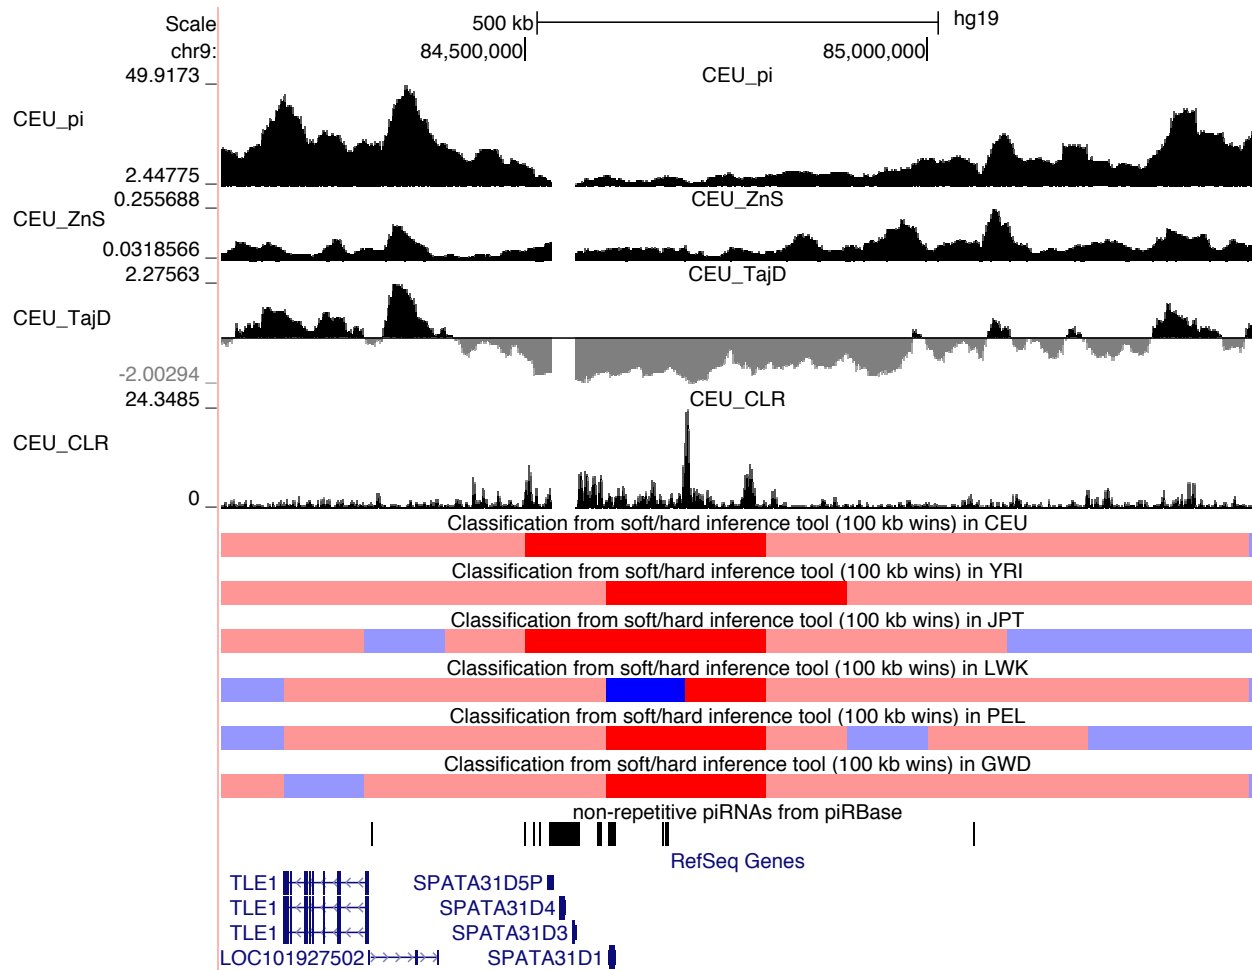 Scale 500 kb hg19
chr9: 84,500,000 85,000,000
49.9173 CEU_pi
CEU_pi
2.44775
0.255688 CEU_ZnS
CEU_ZnS
0.0318566
2.27563 CEU_TajD
CEU_TajD
-2.00294
24.3485 CEU_CLR
CEU_CLR
0
Classification from soft/hard inference tool (100 kb wins) in CEU
Classification from soft/hard inference tool (100 kb wins) in YRI
Classification from soft/hard inference tool (100 kb wins) in JPT
Classification from soft/hard inference tool (100 kb wins) in LWK
Classification from soft/hard inference tool (100 kb wins) in PEL
Classification from soft/hard inference tool (100 kb wins) in GWD
non-repetitive piRNAs from piRBase
RefSeq Genes
TLE1 SPATA31D5P
TLE1 SPATA31D4
TLE1 SPATA31D3
LOC101927502 SPATA31D1